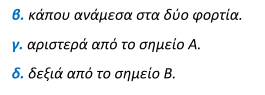 β. κάπου ανάμεσα στα δύο φορτία.
γ. αριστερά από το σημείο Α.
δ. δεξιά από το σημείο Β.